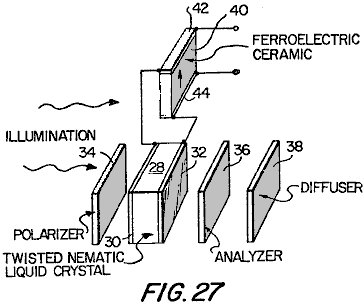 42
40
FERROELECTRIC
CERAMIC
44
ILLUMINATION
34
28
32
36
38
DIFFUSER
POLARIZER
30
ANALYZER
TWISTED NEMATIC
LIQUID CRYSTAL
FIG. 27